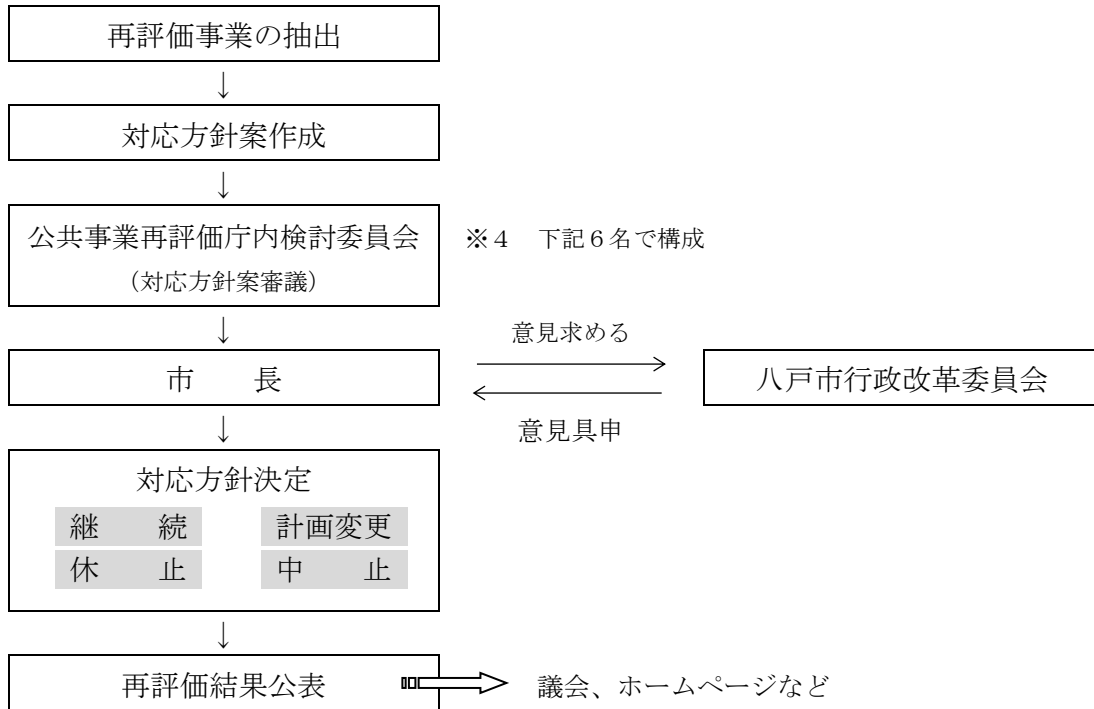 再評価事業の抽出
↓
対応方針案作成
↓
公共事業再評価庁内検討委員会 ※4 下記6名で構成
(対応方針案審議)
↓
意見求める
市 長
八戸市行政改革委員会
意見具申
↓
対応方針決定
継 続 計画変更
休 止 中 止
↓
再評価結果公表 議会、ホームページなど